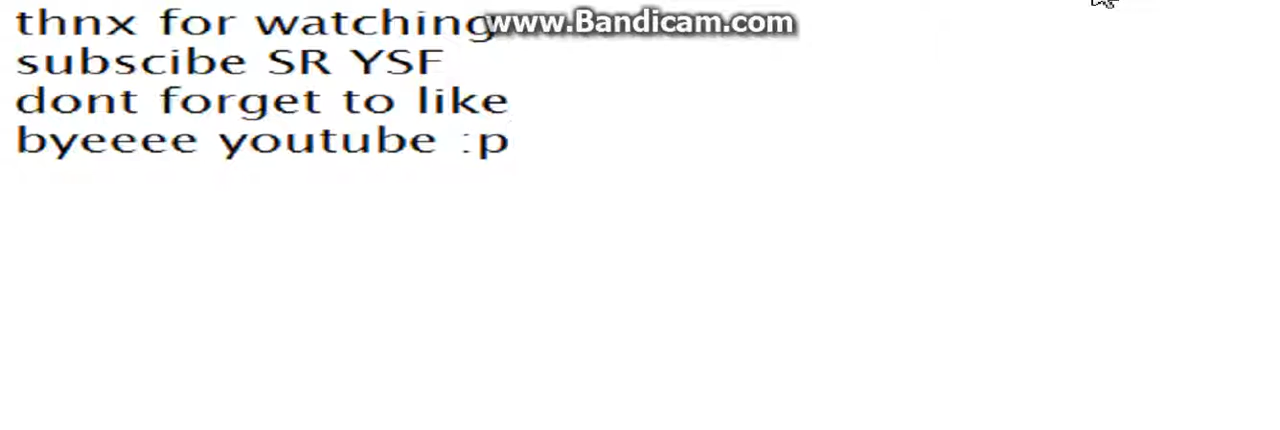 thnx for watching www.Bandicam.com
subscibe SR YSF
dont forget to like
byeeee youtube :p